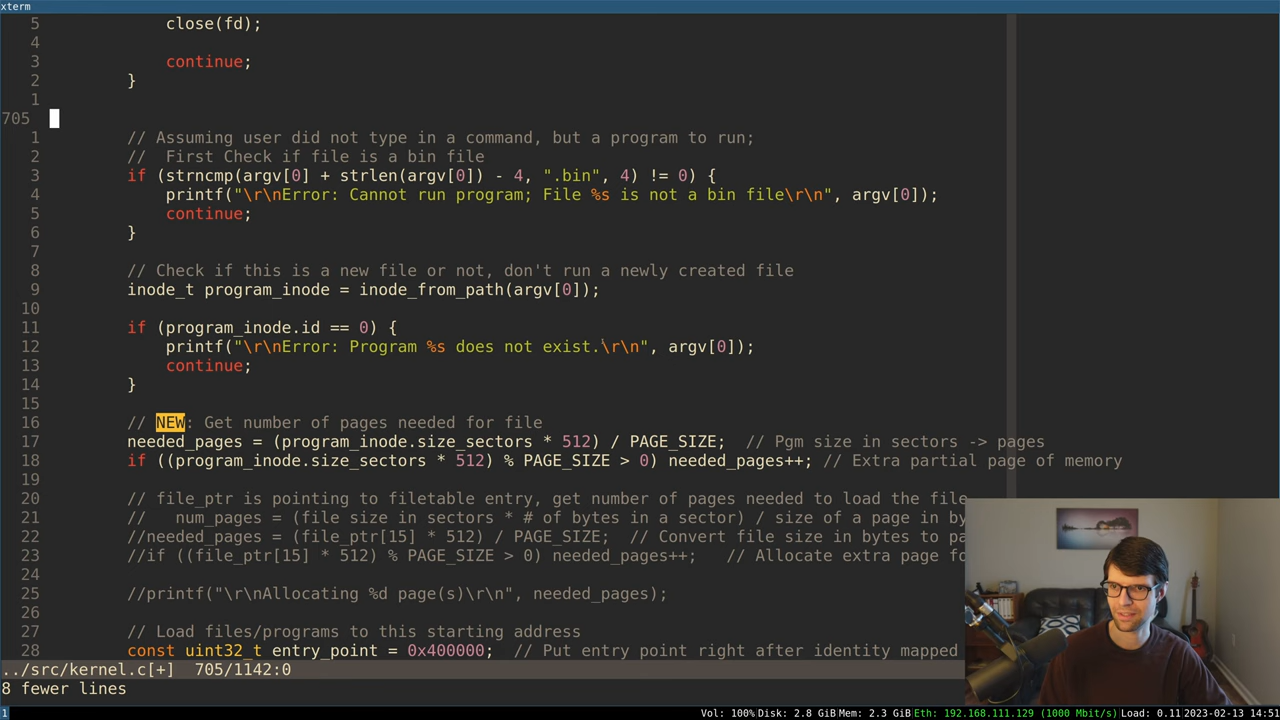 xterm
5             close(fd);
4
3             continue;
2         }
1
705
1         // Assuming user did not type in a command, but a program to run;
2         //  First Check if file is a bin file
3         if (strncmp(argv[0] + strlen(argv[0]) - 4, ".bin", 4) != 0) {
4             printf("\r\nError: Cannot run program; File %s is not a bin file\r\n", argv[0]);
5             continue;
6         }
7
8         // Check if this is a new file or not, don't run a newly created file
9         inode_t program_inode = inode_from_path(argv[0]);
10
11         if (program_inode.id == 0) {
12             printf("\r\nError: Program %s does not exist.\r\n", argv[0]);
13             continue;
14         }
15
16         // NEW: Get number of pages needed for file
17         needed_pages = (program_inode.size_sectors * 512) / PAGE_SIZE;  // Pgm size in sectors -> pages
18         if ((program_inode.size_sectors * 512) % PAGE_SIZE > 0) needed_pages++; // Extra partial page of memory
19
20         // file_ptr is pointing to filetable entry, get number of pages needed to load the file
21         //   num_pages = (file size in sectors * # of bytes in a sector) / size of a page in by
22         //needed_pages = (file_ptr[15] * 512) / PAGE_SIZE;  // Convert file size in bytes to pa
23         //if ((file_ptr[15] * 512) % PAGE_SIZE > 0) needed_pages++;   // Allocate extra page fo
24
25         //printf("\r\nAllocating %d page(s)\r\n", needed_pages);
26
27         // Load files/programs to this starting address
28         const uint32_t entry_point = 0x400000;  // Put entry point right after identity mapped
../src/kernel.c[+]  705/1142:0
8 fewer lines
1 Vol: 100% Disk: 2.8 GiB Mem: 2.3 GiB Eth: 192.168.111.129 (1000 Mbit/s) Load: 0.11 2023-02-13 14:51